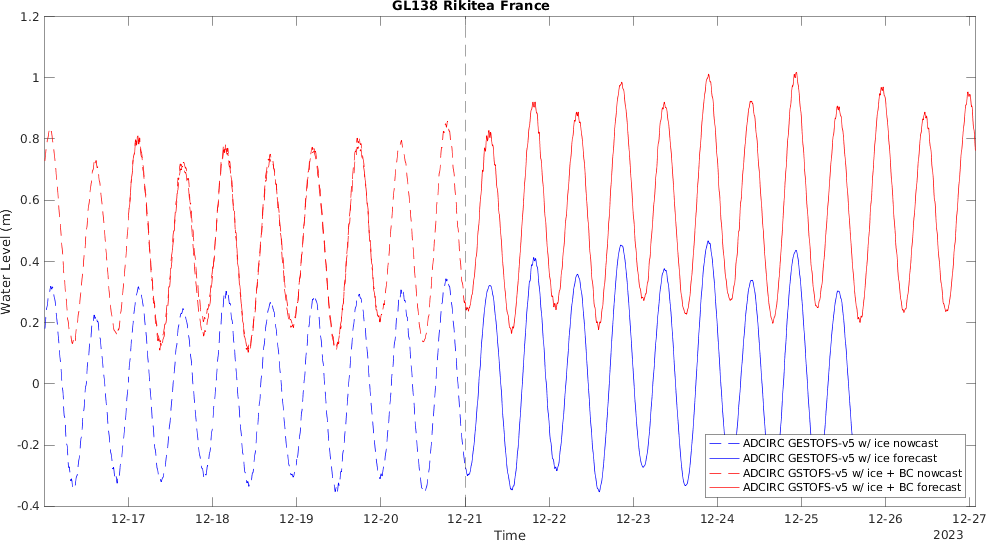 GL138 Rikitea France
1.2
1
0.8
0.6
0.4
0.2
0
-0.2
-0.4
Water Level (m)
ADCIRC GESTOFS-v5 w/ ice nowcast
ADCIRC GESTOFS-v5 w/ ice forecast
ADCIRC GSTOFS-v5 w/ ice + BC nowcast
ADCIRC GSTOFS-v5 w/ ice + BC forecast
12-17 12-18 12-19 12-20 12-21 12-22 12-23 12-24 12-25 12-26 12-27
Time
2023